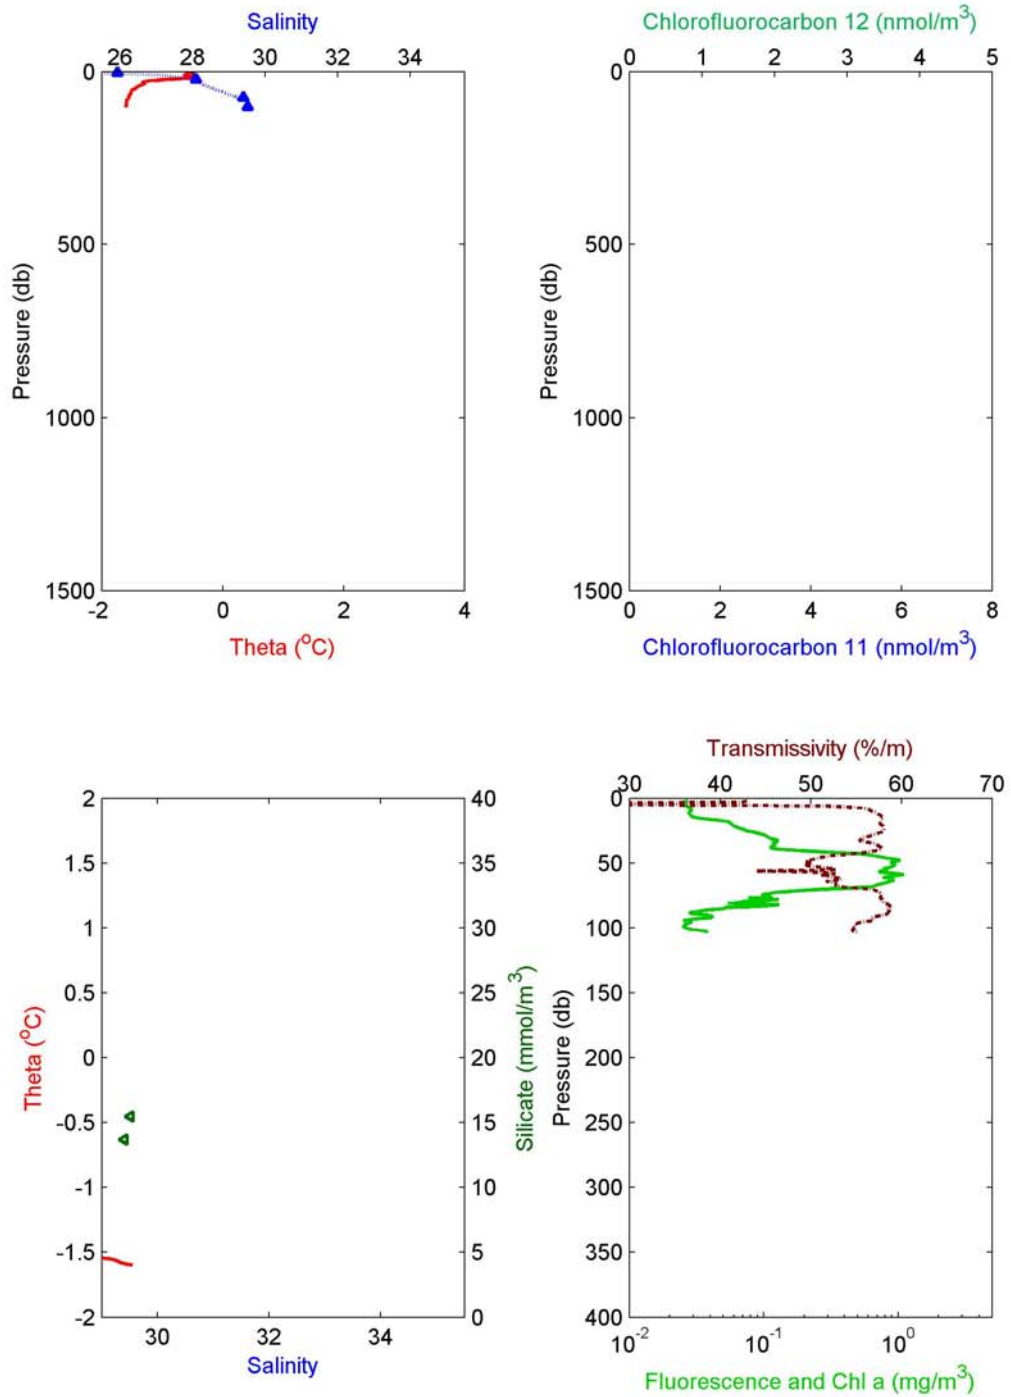 Salinity
26 28 30 32 34
0
500
1000
1500
Pressure (db)
-2 0 2 4
Theta (°C)
Chlorofluorocarbon 12 (nmol/m³)
0 1 2 3 4 5
0
500
1000
1500
Pressure (db)
0 2 4 6 8
Chlorofluorocarbon 11 (nmol/m³)
2
1.5
1
0.5
0
-0.5
-1
-1.5
-2
Theta (°C)
40
35
30
25
20
15
10
5
0
Silicate (mmol/m³)
30 32 34
Salinity
Transmissivity (%/m)
30 40 50 60 70
0
50
100
150
200
250
300
350
400
Pressure (db)
10⁻² 10⁻¹ 10⁰
Fluorescence and Chl a (mg/m³)